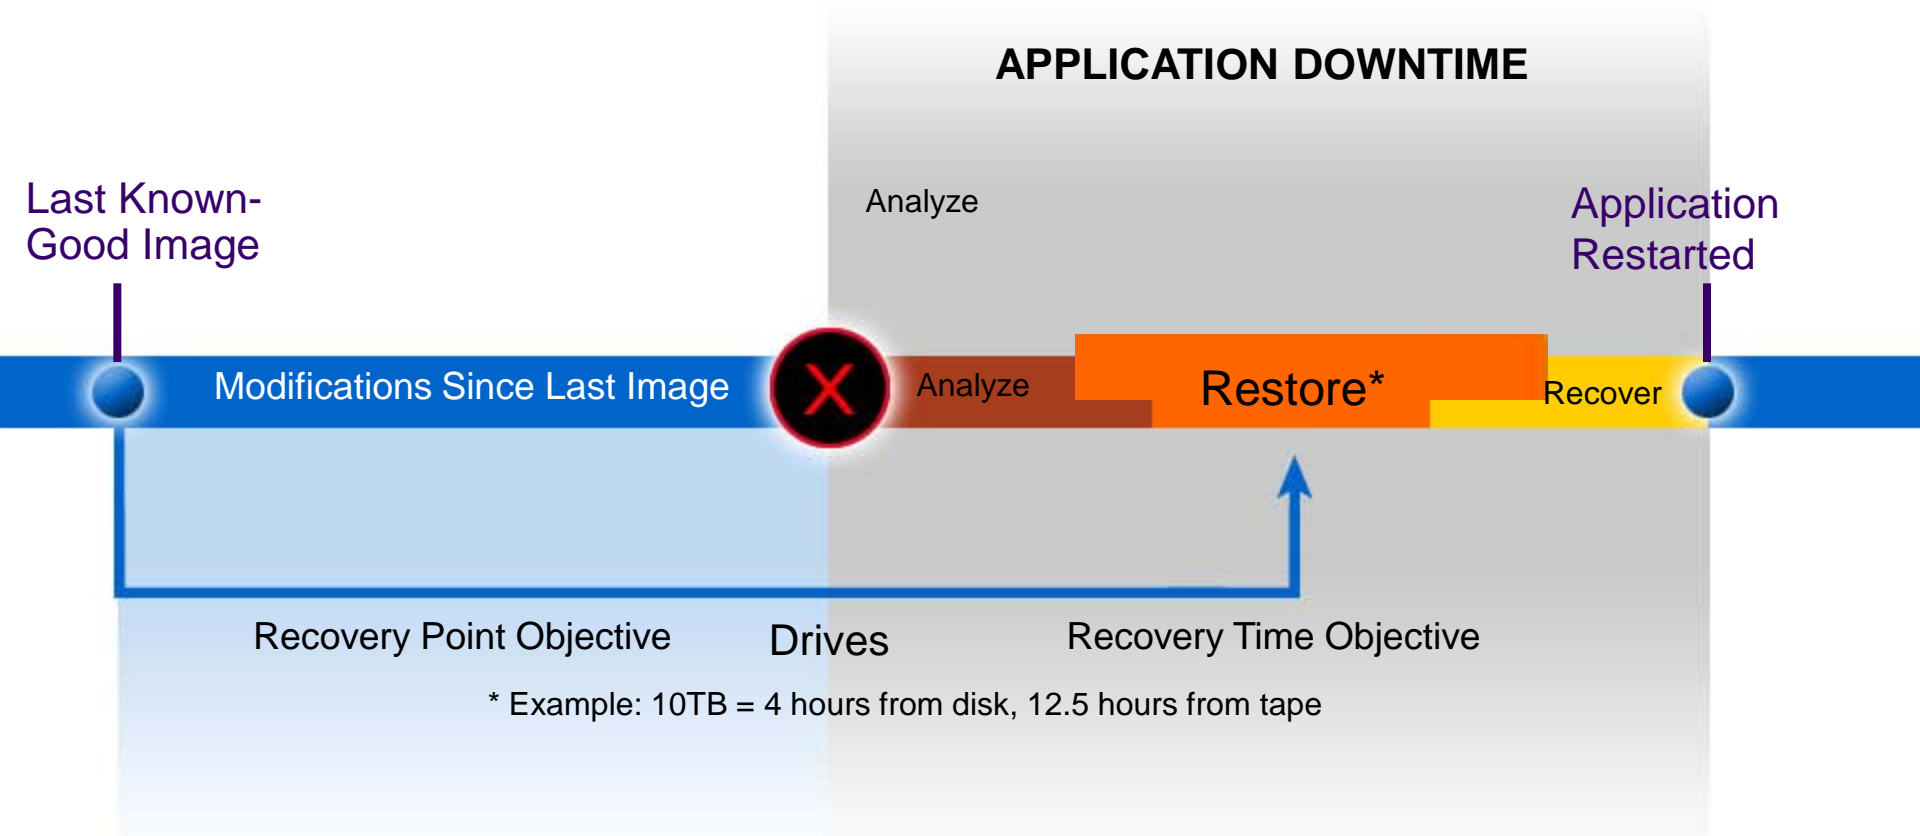 APPLICATION DOWNTIME
Last Known-
Good Image
Analyze
Application
Restarted
Modifications Since Last Image
X
Analyze
Restore*
Recover
Recovery Point Objective
Drives
Recovery Time Objective
* Example: 10TB = 4 hours from disk, 12.5 hours from tape